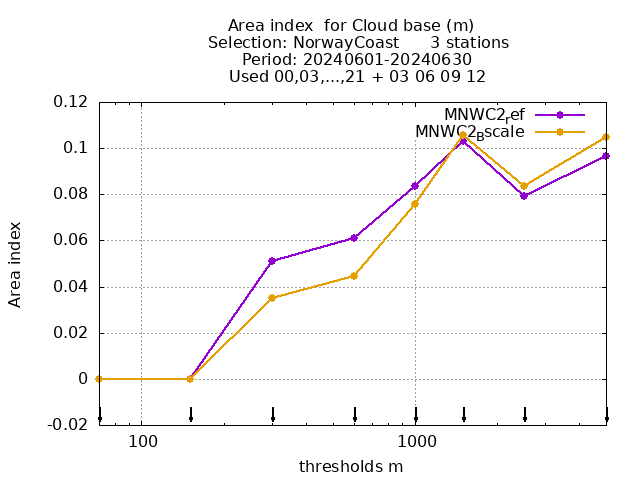 Area index  for Cloud base (m)
Selection: NorwayCoast      3 stations
Period: 20240601-20240630
Used 00,03,...,21 + 03 06 09 12
MNWC2ref
MNWC2Bscale
0.12
0.1
0.08
0.06
0.04
0.02
0
-0.02
Area index
100
1000
thresholds m